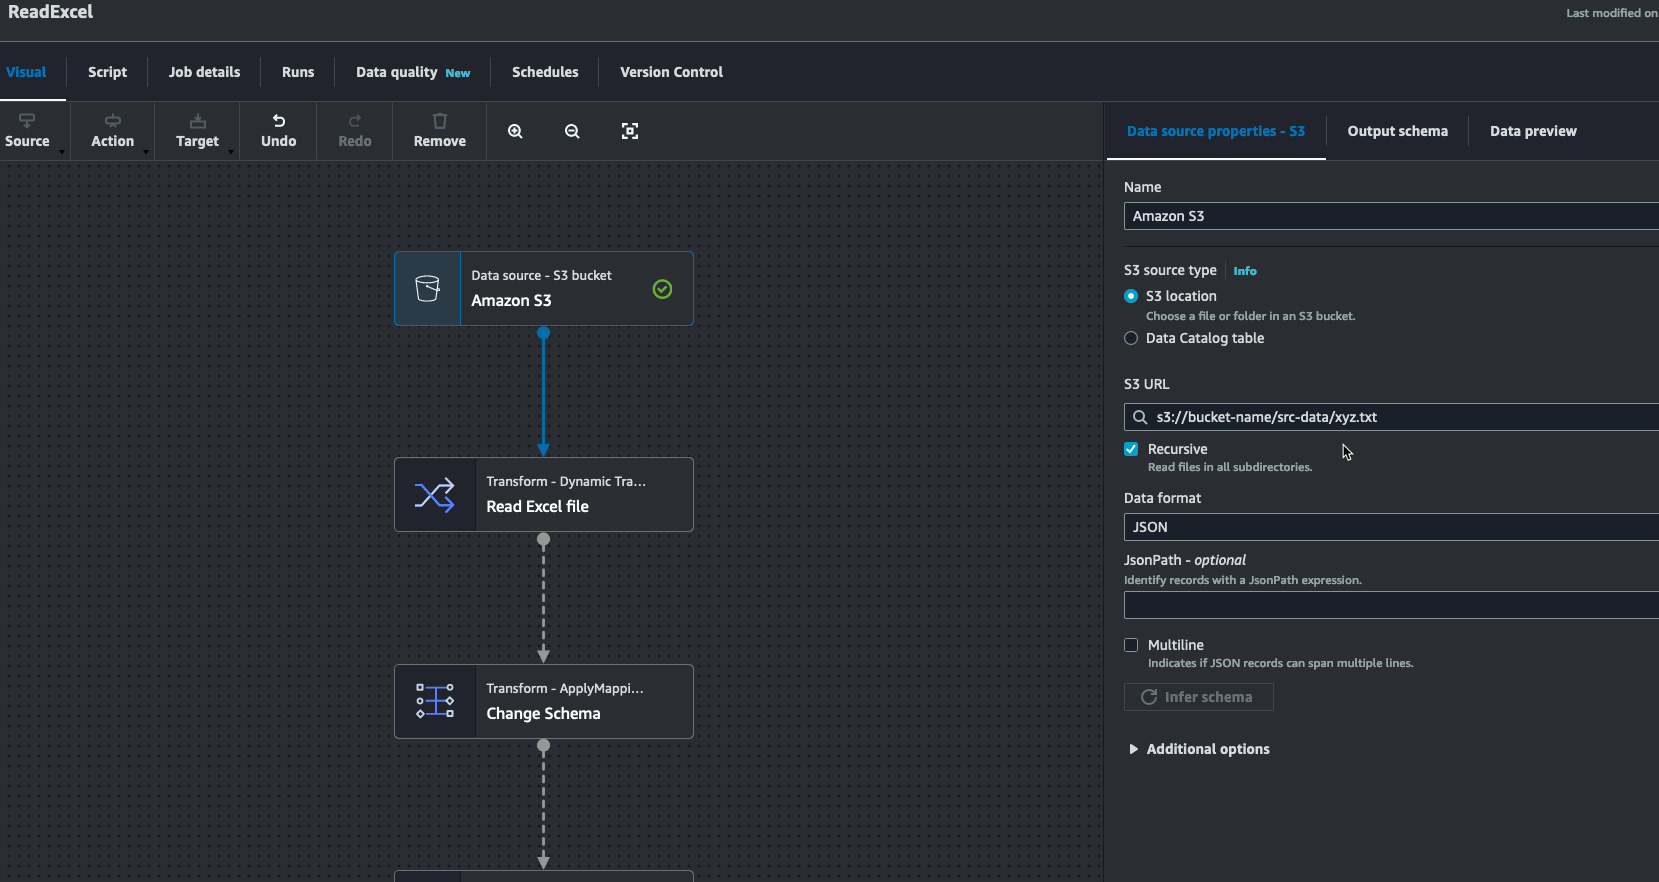 ReadExcel
Last modified on
Visual
Script
Job details
Runs
Data quality New
Schedules
Version Control
Source
Action
Target
Undo
Redo
Remove
Data source properties - S3
Output schema
Data preview
Data source - S3 bucket
Amazon S3
Transform - Dynamic Tra...
Read Excel file
Transform - ApplyMappi...
Change Schema
Name
Amazon S3
S3 source type Info
S3 location
Choose a file or folder in an S3 bucket.
Data Catalog table
S3 URL
s3://bucket-name/src-data/xyz.txt
Recursive
Read files in all subdirectories.
Data format
JSON
JsonPath - optional
Identify records with a JsonPath expression.
Multiline
Indicates if JSON records can span multiple lines.
Infer schema
Additional options